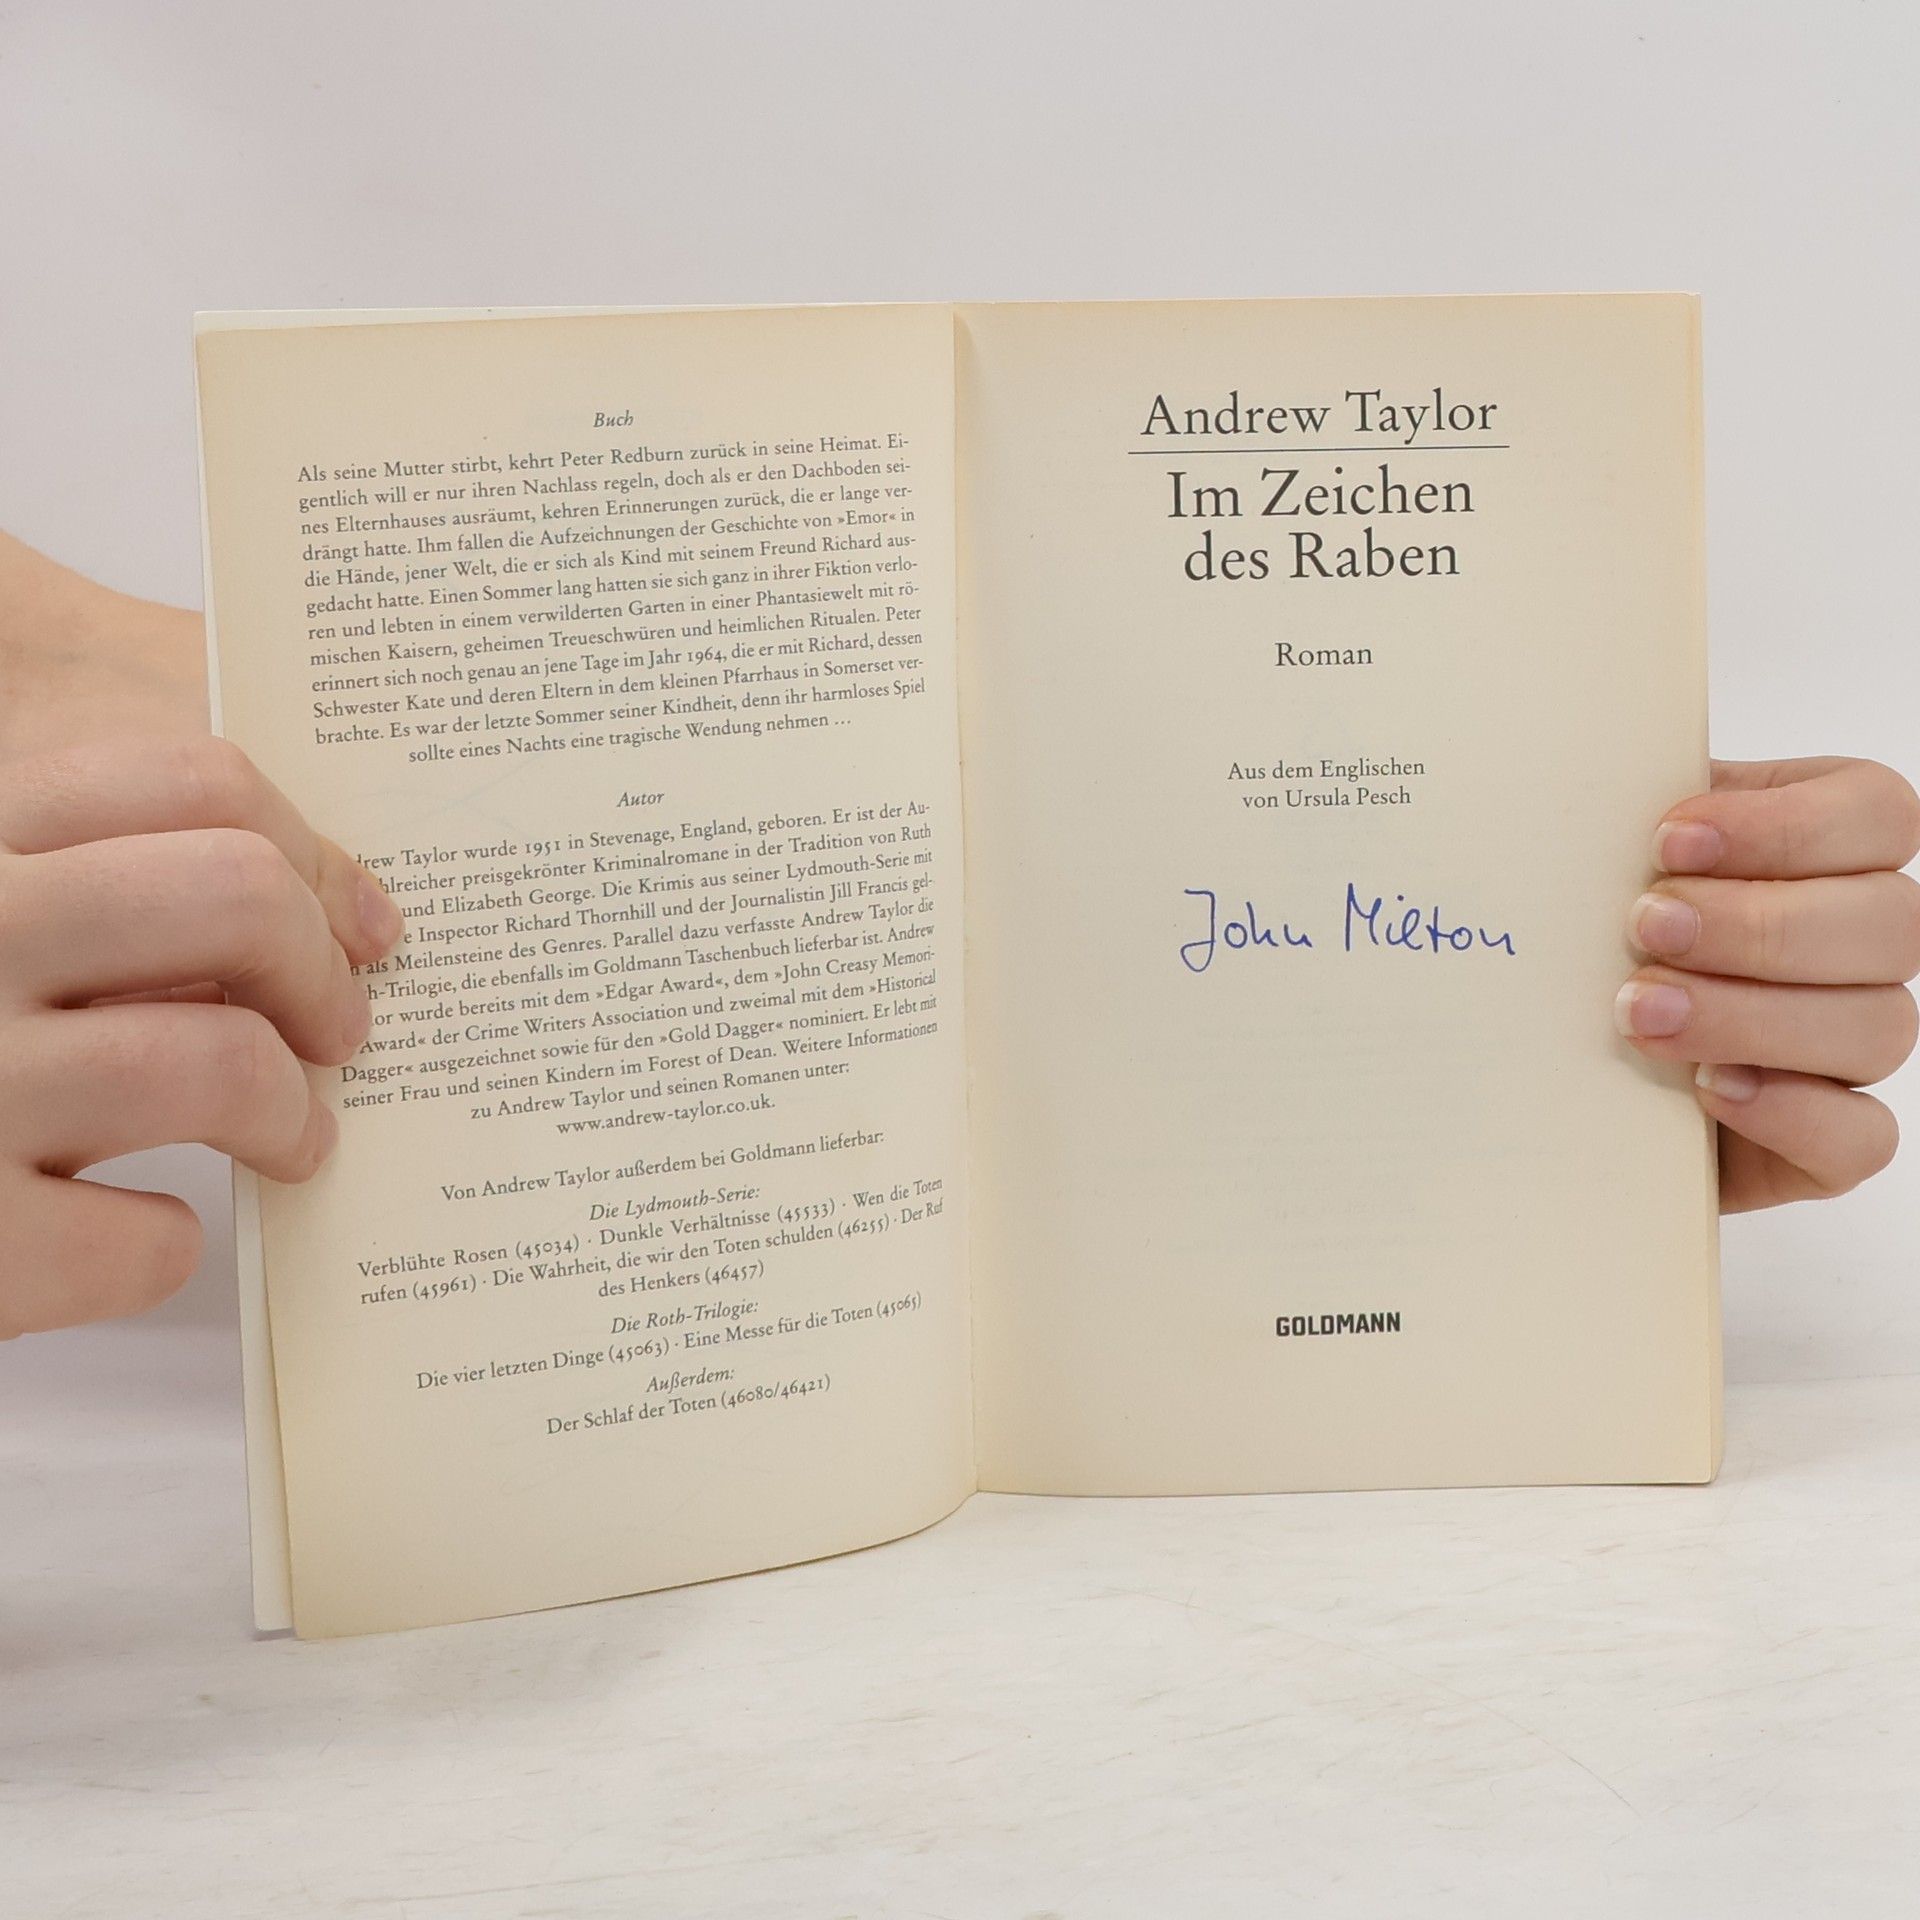 Buch
Als seine Mutter stirbt, kehrt Peter Redburn zurück in seine Heimat. Ei-
gentlich will er nur ihren Nachlass regeln, doch als er den Dachboden sei-
nes Elternhauses ausräumt, kehren Erinnerungen zurück, die er lange ver-
drängt hatte. Ihm fallen die Aufzeichnungen der Geschichte von »Emor« in
die Hände, jener Welt, die er sich als Kind mit seinem Freund Richard aus-
gedacht hatte. Einen Sommer lang hatten sie sich ganz in ihrer Fiktion verlo-
ren und lebten in einem verwilderten Garten in einer Phantasiewelt mit rö-
mischen Kaisern, geheimen Treueschwüren und heimlichen Ritualen. Peter
erinnert sich noch genau an jene Tage im Jahr 1964, die er mit Richard, dessen
Schwester Kate und deren Eltern in dem kleinen Pfarrhaus in Somerset ver-
brachte. Es war der letzte Sommer seiner Kindheit, denn ihr harmloses Spiel
sollte eines Nachts eine tragische Wendung nehmen ...
Autor
drew Taylor wurde 1951 in Stevenage, England, geboren. Er ist der Au-
hlreicher preisgekrönter Kriminalromane in der Tradition von Ruth
und Elizabeth George. Die Krimis aus seiner Lydmouth-Serie mit
e Inspector Richard Thornhill und der Journalistin Jill Francis gel-
n als Meilensteine des Genres. Parallel dazu verfasste Andrew Taylor die
h-Trilogie, die ebenfalls im Goldmann Taschenbuch lieferbar ist. Andrew
or wurde bereits mit dem »Edgar Award«, dem »John Creasy Memori-
Award« der Crime Writers Association und zweimal mit dem »Historical
Dagger« ausgezeichnet sowie für den »Gold Dagger« nominiert. Er lebt mit
seiner Frau und seinen Kindern im Forest of Dean. Weitere Informationen
zu Andrew Taylor und seinen Romanen unter:
www.andrew-taylor.co.uk.
Von Andrew Taylor außerdem bei Goldmann lieferbar:
Die Lydmouth-Serie:
Verblühte Rosen (45034) · Dunkle Verhältnisse (45533) · Wen die Toten
rufen (45961) · Die Wahrheit, die wir den Toten schulden (46255) · Der Ruf
des Henkers (46457)
Die Roth-Trilogie:
Die vier letzten Dinge (45063) · Eine Messe für die Toten (45065)
Außerdem:
Der Schlaf der Toten (46080/46421)
Andrew Taylor
Im Zeichen
des Raben
Roman
Aus dem Englischen
von Ursula Pesch
John Milton
GOLDMANN